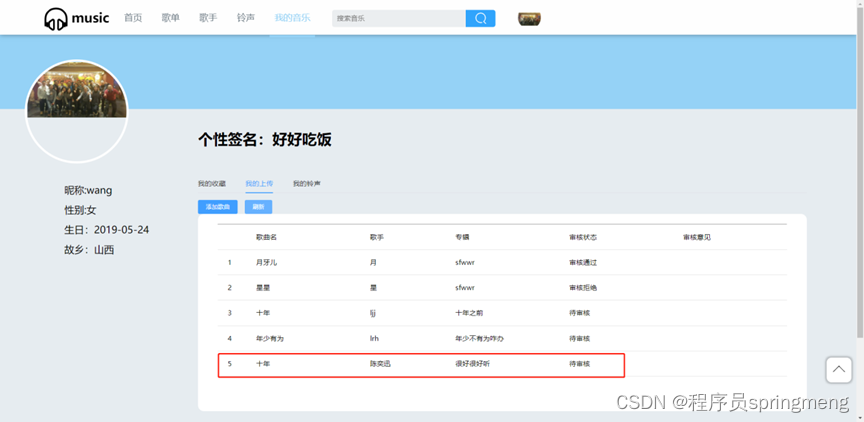 music 首页 歌单 歌手 铃声 我的音乐 搜索音乐
个性签名：好好吃饭
我的收藏 我的上传 我的铃声
昵称:wang
性别:女
生日：2019-05-24
故乡：山西
添加歌曲 刷新
歌曲名 歌手 专辑 审核状态 审核意见
1 月牙儿 月 sfwwr 审核通过
2 星星 星 sfwwr 审核拒绝
3 十年 ljj 十年之前 待审核
4 年少有为 lrh 年少不有为咋办 待审核
5 十年 陈奕迅 很好很好听 待审核
CSDN @程序员springmeng